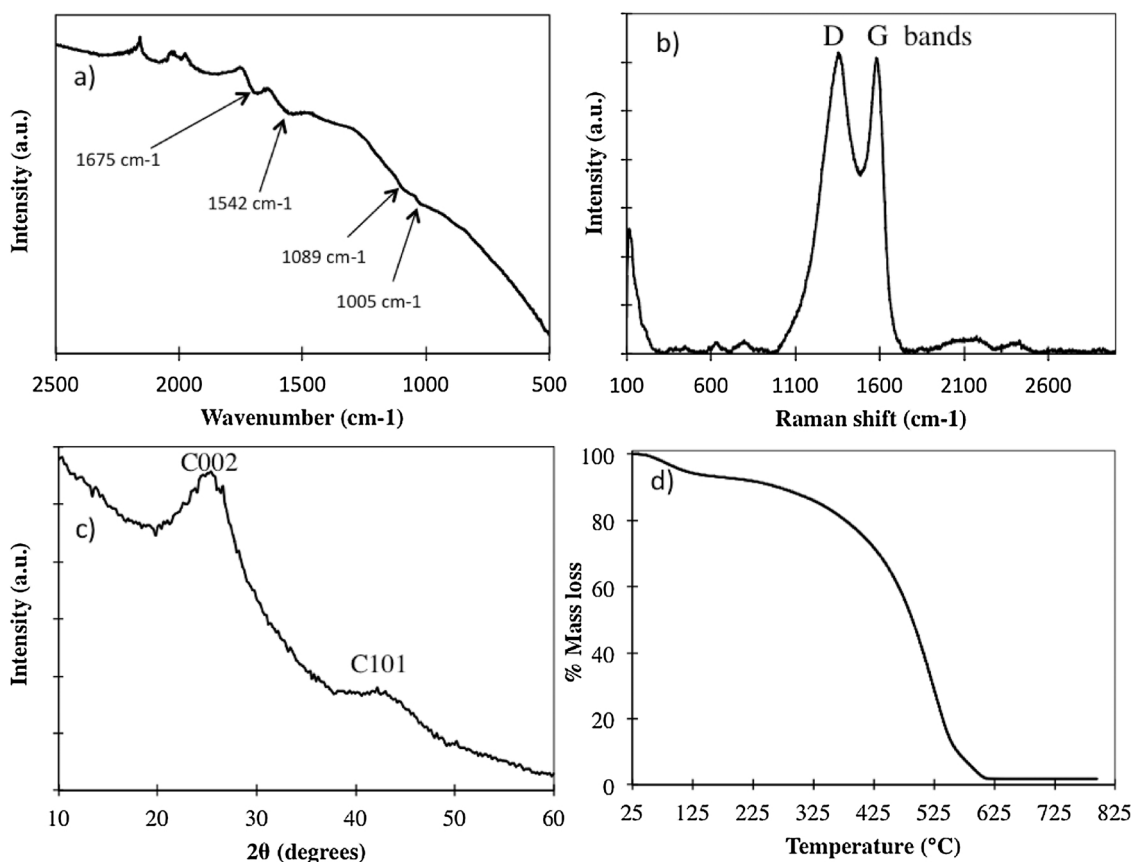 a)
Intensity (a.u.)
1675 cm-1
1542 cm-1
1089 cm-1
1005 cm-1
2500 2000 1500 1000 500
Wavenumber (cm-1)
b)
D G bands
Intensity (a.u.)
100 600 1100 1600 2100 2600
Raman shift (cm-1)
c)
C002
C101
Intensity (a.u.)
10 20 30 40 50 60
2θ (degrees)
d)
100
80
60
40
20
0
% Mass loss
25 125 225 325 425 525 625 725 825
Temperature (°C)